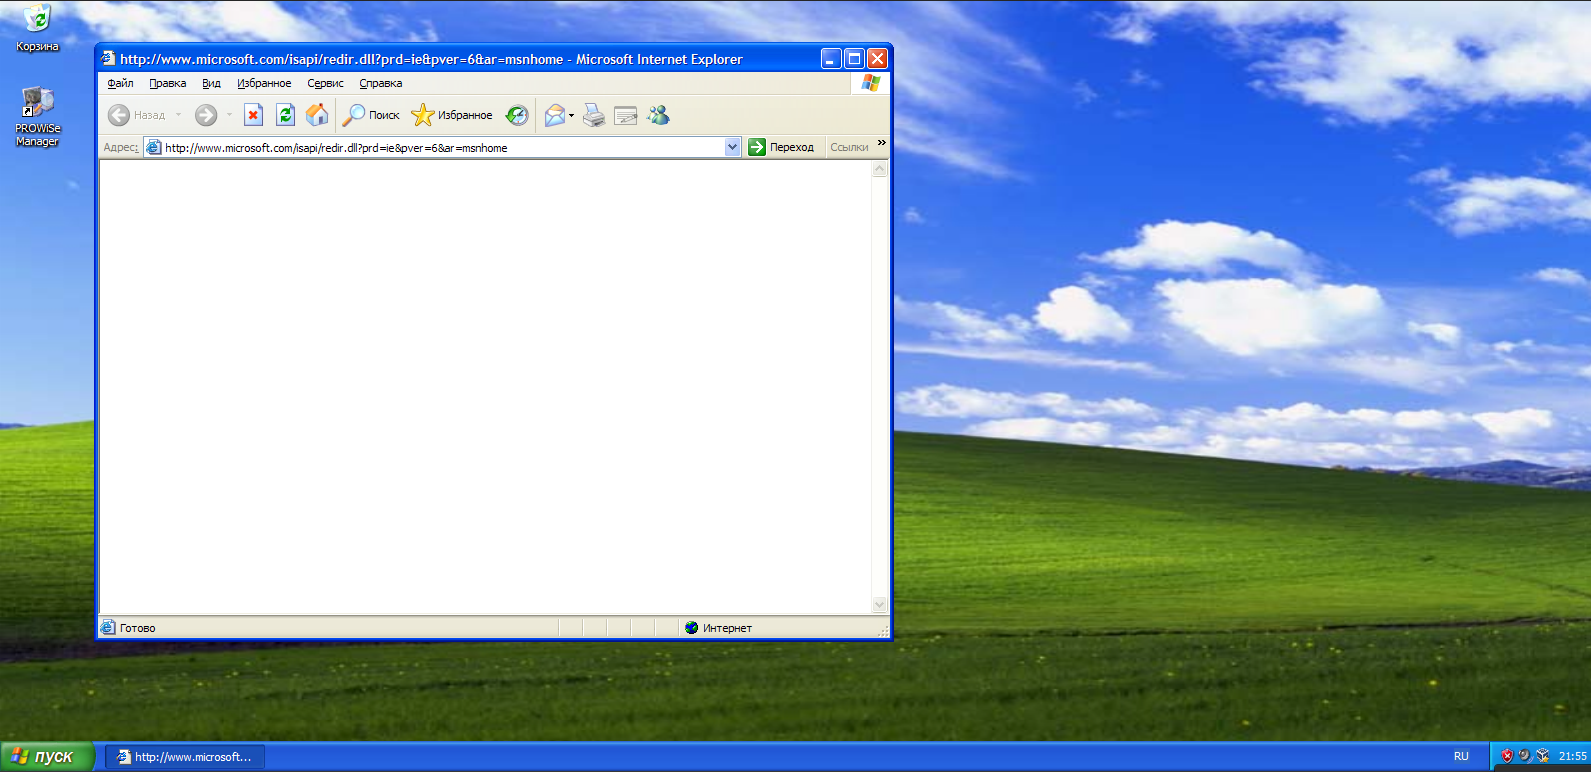 Корзина
PROWiSe
Manager
http://www.microsoft.com/isapi/redir.dll?prd=ie&pver=6&ar=msnhome - Microsoft Internet Explorer
Файл Правка Вид Избранное Сервис Справка
Назад Поиск Избранное
Адрес: http://www.microsoft.com/isapi/redir.dll?prd=ie&pver=6&ar=msnhome Переход Ссылки »
Готово Интернет
пуск http://www.microsoft... RU 21:55